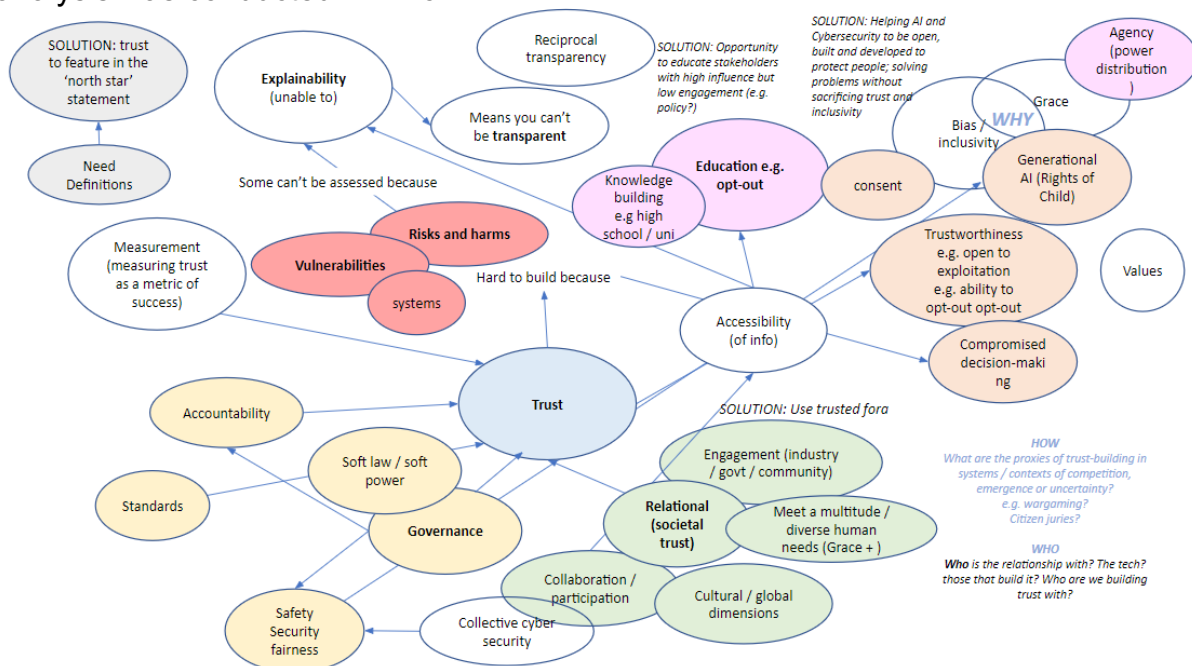 SOLUTION: trust
to feature in the
'north star'
statement
Need
Definitions
Explainability
(unable to)
Reciprocal
transparency
Means you can't
be transparent
SOLUTION: Opportunity
to educate stakeholders
with high influence but
low engagement (e.g.
policy?)
SOLUTION: Helping AI and
Cybersecurity to be open,
built and developed to
protect people; solving
problems without
sacrificing trust and
inclusivity
Agency
(power
distribution
)
Grace
WHY
Bias /
inclusivity
Generational
AI (Rights of
Child)
consent
Education e.g.
opt-out
Knowledge
building
e.g high
school / uni
Some can't be assessed because
Risks and harms
Vulnerabilities
systems
Measurement
(measuring trust
as a metric of
success)
Hard to build because
Trustworthiness
e.g. open to
exploitation
e.g. ability to
opt-out opt-out
Values
Accessibility
(of info)
Compromised
decision-maki
ng
Trust
Accountability
Soft law / soft
power
Standards
Governance
Safety
Security
fairness
Collective cyber
security
SOLUTION: Use trusted fora
Engagement (industry
/ govt / community)
Relational
(societal
trust)
Meet a multitude /
diverse human
needs (Grace + )
Collaboration /
participation
Cultural / global
dimensions
HOW
What are the proxies of trust-building in
systems / contexts of competition,
emergence or uncertainty?
e.g. wargaming?
Citizen juries?
WHO
Who is the relationship with? The tech?
those that build it? Who are we building
trust with?